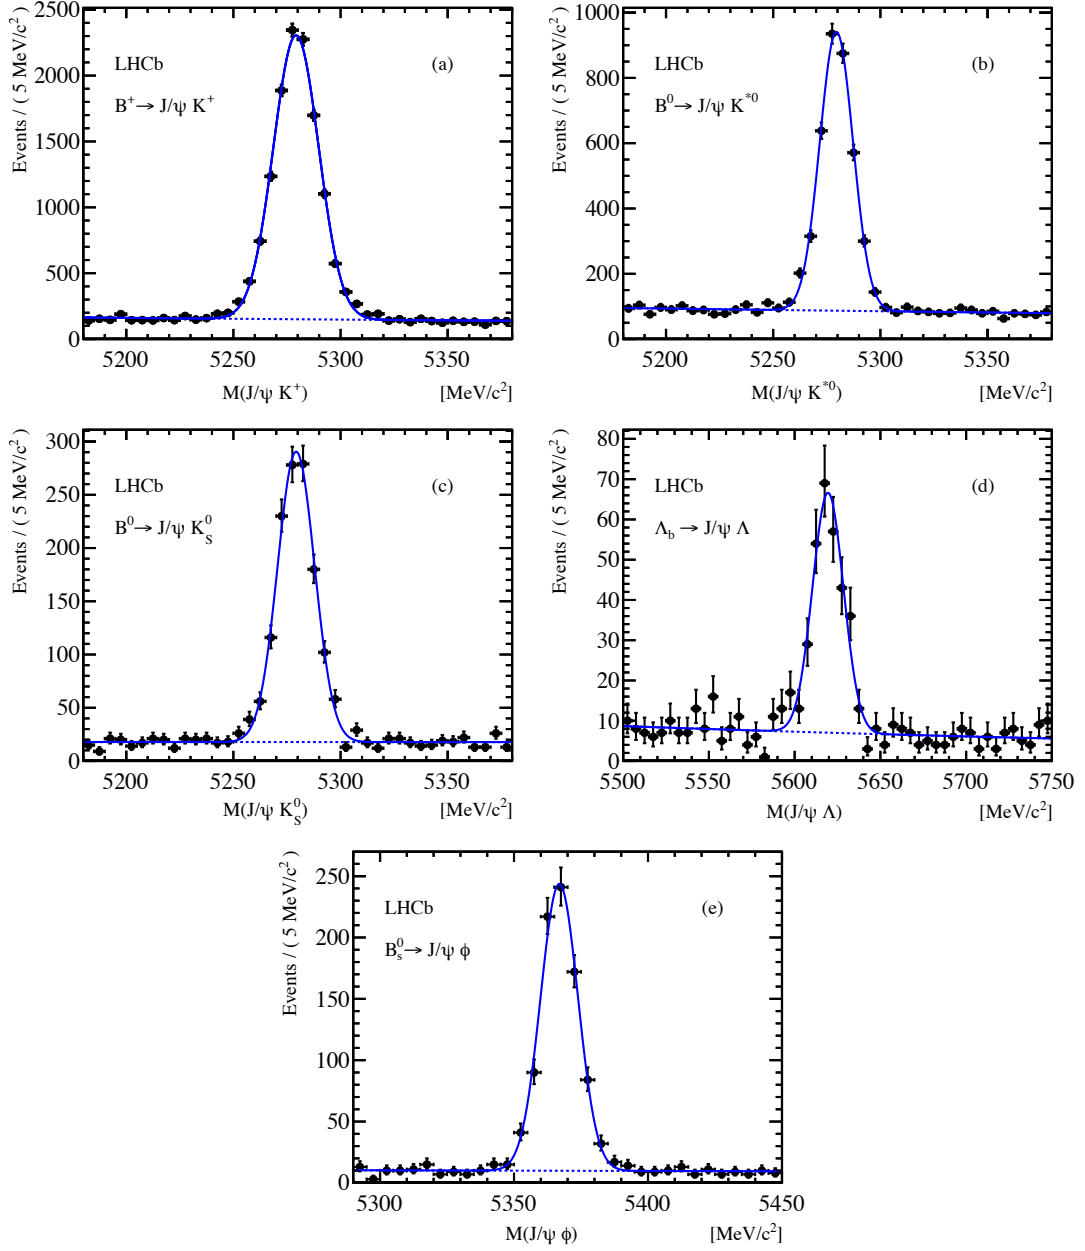 Events / ( 5 MeV/c²)
2500
2000
1500
1000
500
0
LHCb
(a)
B⁺→ J/ψ K⁺
5200 5250 5300 5350
M(J/ψ K⁺) [MeV/c²]
Events / ( 5 MeV/c²)
1000
800
600
400
200
0
LHCb
(b)
B⁰→ J/ψ K*⁰
5200 5250 5300 5350
M(J/ψ K*⁰) [MeV/c²]
Events / ( 5 MeV/c²)
300
250
200
150
100
50
0
LHCb
(c)
B⁰→ J/ψ K⁰_S
5200 5250 5300 5350
M(J/ψ K⁰_S) [MeV/c²]
Events / ( 5 MeV/c²)
80
70
60
50
40
30
20
10
0
LHCb
(d)
Λ_b → J/ψ Λ
5500 5550 5600 5650 5700 5750
M(J/ψ Λ) [MeV/c²]
Events / ( 5 MeV/c²)
250
200
150
100
50
0
LHCb
(e)
B⁰_s→ J/ψ ϕ
5300 5350 5400 5450
M(J/ψ ϕ) [MeV/c²]